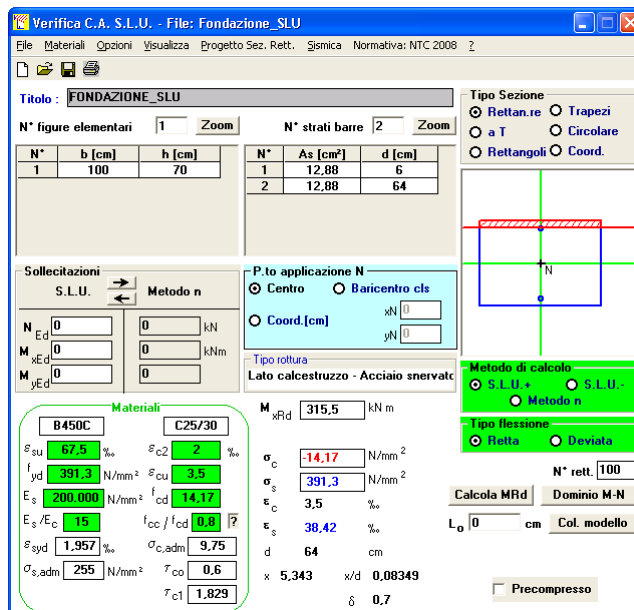 Verifica C.A. S.L.U. - File: Fondazione_SLU
File Materiali Opzioni Visualizza Progetto Sez. Rett. Sismica Normativa: NTC 2008 ?
Titolo : FONDAZIONE_SLU
N° figure elementari 1 Zoom N° strati barre 2 Zoom
N° b [cm] h [cm]
1 100 70
N° As [cm²] d [cm]
1 12,88 6
2 12,88 64
Tipo Sezione
Rettan.re Trapezi
a T Circolare
Rettangoli Coord.
N
Sollecitazioni
S.L.U. Metodo n
N Ed 0 0 kN
M xEd 0 0 kNm
M yEd 0 0
P.to applicazione N
Centro Baricentro cls
Coord.[cm] xN 0
yN 0
Tipo rottura
Lato calcestruzzo - Acciaio snervato
Metodo di calcolo
S.L.U.+ S.L.U.-
Metodo n
Tipo flessione
Retta Deviata
N° rett. 100
Calcola MRd Dominio M-N
L₀ 0 cm Col. modello
Precompresso
Materiali
B450C C25/30
εsu 67,5 ‰ εc2 2 ‰
fyd 391,3 N/mm² εcu 3,5
Es 200.000 N/mm² fcd 14,17
Es/Ec 15 fcc / fcd 0,8 ?
εsyd 1,957 ‰ σc,adm 9,75
σs,adm 255 N/mm² τco 0,6
τc1 1,829
M xRd 315,5 kN m
σc -14,17 N/mm²
σs 391,3 N/mm²
εc 3,5 ‰
εs 38,42 ‰
d 64 cm
x 5,343 x/d 0,08349
δ 0,7